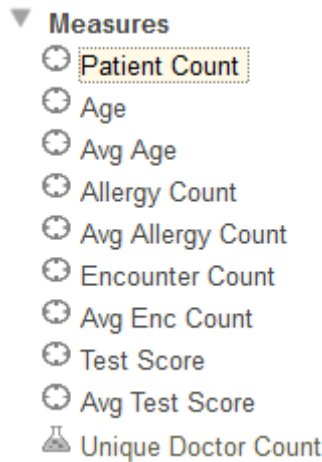 Measures
Patient Count
Age
Avg Age
Allergy Count
Avg Allergy Count
Encounter Count
Avg Enc Count
Test Score
Avg Test Score
Unique Doctor Count